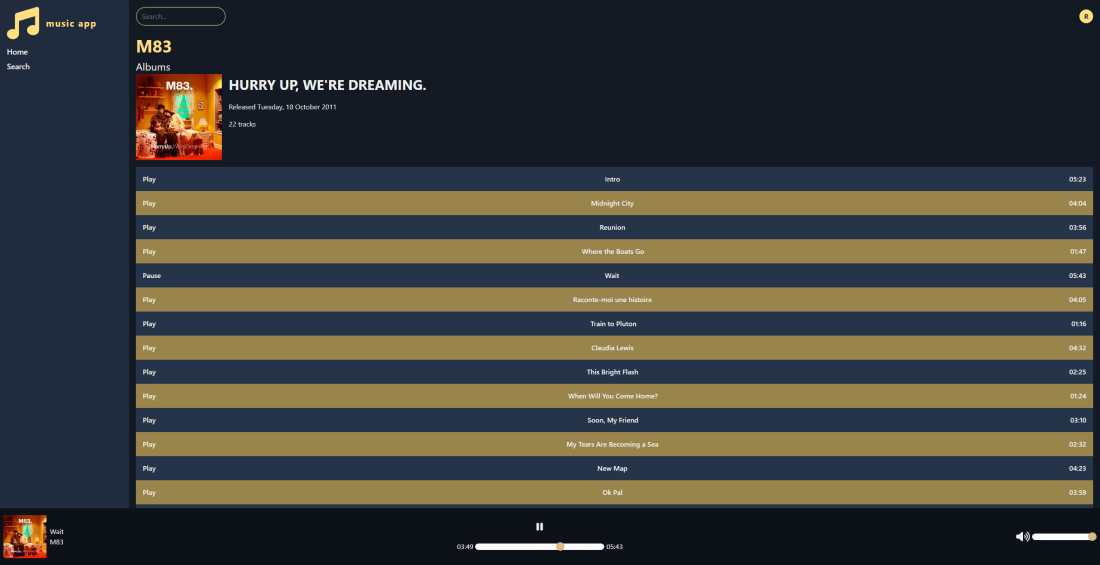 music app
Home
Search
Search...
R
M83
Albums
M83.
HURRY UP, WE'RE DREAMING.
Released Tuesday, 18 October 2011
22 tracks
Play Intro 05:23
Play Midnight City 04:04
Play Reunion 03:56
Play Where the Boats Go 01:47
Pause Wait 05:43
Play Raconte-moi une histoire 04:05
Play Train to Pluton 01:16
Play Claudia Lewis 04:32
Play This Bright Flash 02:25
Play When Will You Come Home? 01:24
Play Soon, My Friend 03:10
Play My Tears Are Becoming a Sea 02:32
Play New Map 04:23
Play Ok Pal 03:59
M83.
Wait
M83
03:49 05:43